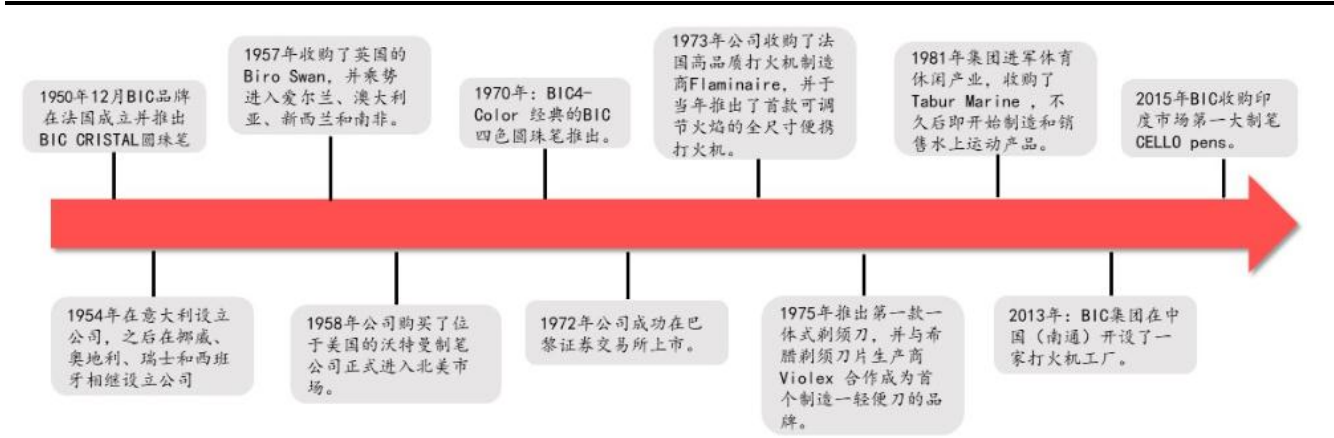 1950年12月BIC品牌
在法国成立并推出
BIC CRISTAL圆珠笔
1954年在意大利设立
公司，之后在挪威、
奥地利、瑞士和西班
牙相继设立公司
1957年收购了英国的
Biro Swan，并乘势
进入爱尔兰、澳大利
亚、新西兰和南非。
1958年公司购买了位
于美国的沃特曼制笔
公司正式进入北美市
场。
1970年：BIC4-
Color 经典的BIC
四色圆珠笔推出。
1972年公司成功在巴
黎证券交易所上市。
1973年公司收购了法
国高品质打火机制造
商Flaminaire，并于
当年推出了首款可调
节火焰的全尺寸便携
打火机。
1975年推出第一款一
体式剃须刀，并与希
腊剃须刀片生产商
Violex 合作成为首
个制造一轻便刀的品
牌。
1981年集团进军体育
休闲产业，收购了
Tabur Marine ，不
久后即开始制造和销
售水上运动产品。
2013年：BIC集团在中
国（南通）开设了一
家打火机工厂。
2015年BIC收购印
度市场第一大制笔
CELLO pens。